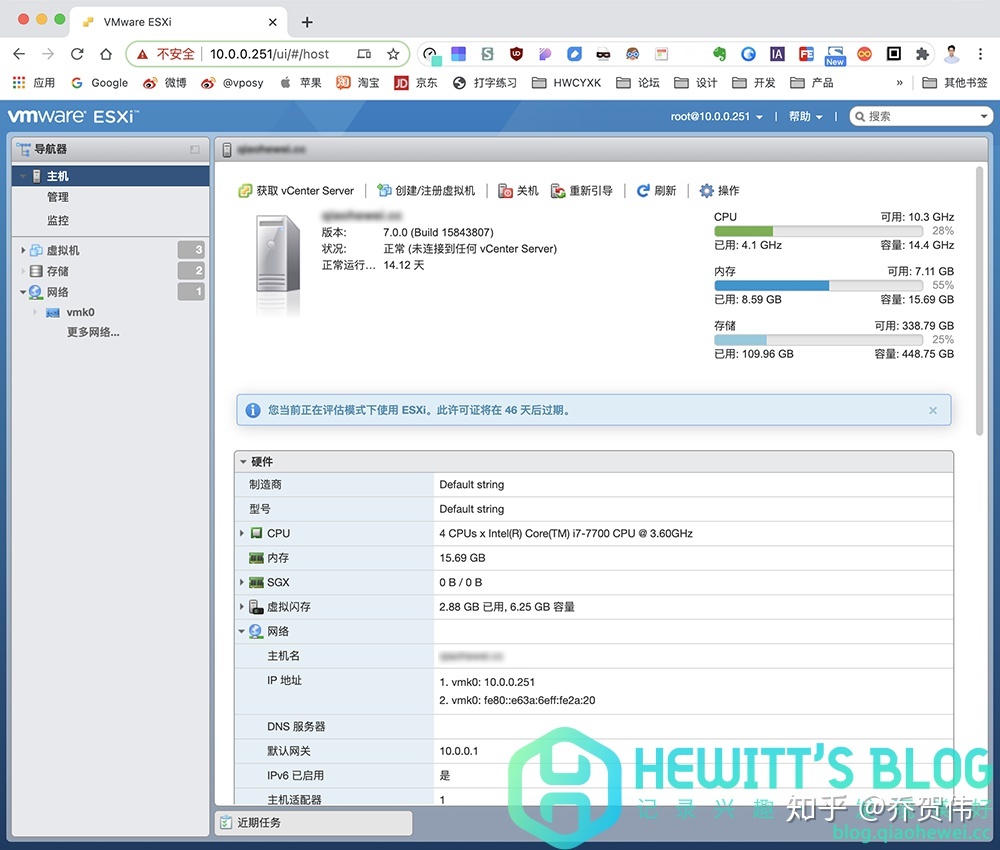 VMware ESXi
不安全 10.0.0.251/ui/#/host
New
应用 Google 微博 @vposy 苹果 淘宝 JD 京东 打字练习 HWCYXK 论坛 设计 开发 产品 » 其他书签
vmware ESXi™ root@10.0.0.251 帮助 搜索
导航器
主机
管理
监控
虚拟机 3
存储 2
网络 1
vmk0
更多网络...
获取 vCenter Server 创建/注册虚拟机 关机 重新引导 刷新 操作
版本: 7.0.0 (Build 15843807)
状况: 正常 (未连接到任何 vCenter Server)
正常运行... 14.12 天
CPU 可用: 10.3 GHz
28%
已用: 4.1 GHz 容量: 14.4 GHz
内存 可用: 7.11 GB
55%
已用: 8.59 GB 容量: 15.69 GB
存储 可用: 338.79 GB
25%
已用: 109.96 GB 容量: 448.75 GB
您当前正在评估模式下使用 ESXi。此许可证将在 46 天后过期。
硬件
制造商 Default string
型号 Default string
CPU 4 CPUs x Intel(R) Core(TM) i7-7700 CPU @ 3.60GHz
内存 15.69 GB
SGX 0 B / 0 B
虚拟闪存 2.88 GB 已用, 6.25 GB 容量
网络
主机名
IP 地址 1. vmk0: 10.0.0.251
2. vmk0: fe80::e63a:6eff:fe2a:20
DNS 服务器
默认网关 10.0.0.1
IPv6 已启用 是
主机适配器 1
近期任务
HEWITT'S BLOG
记录兴趣
知乎 @乔贺伟
blog.qiaohewei.cc